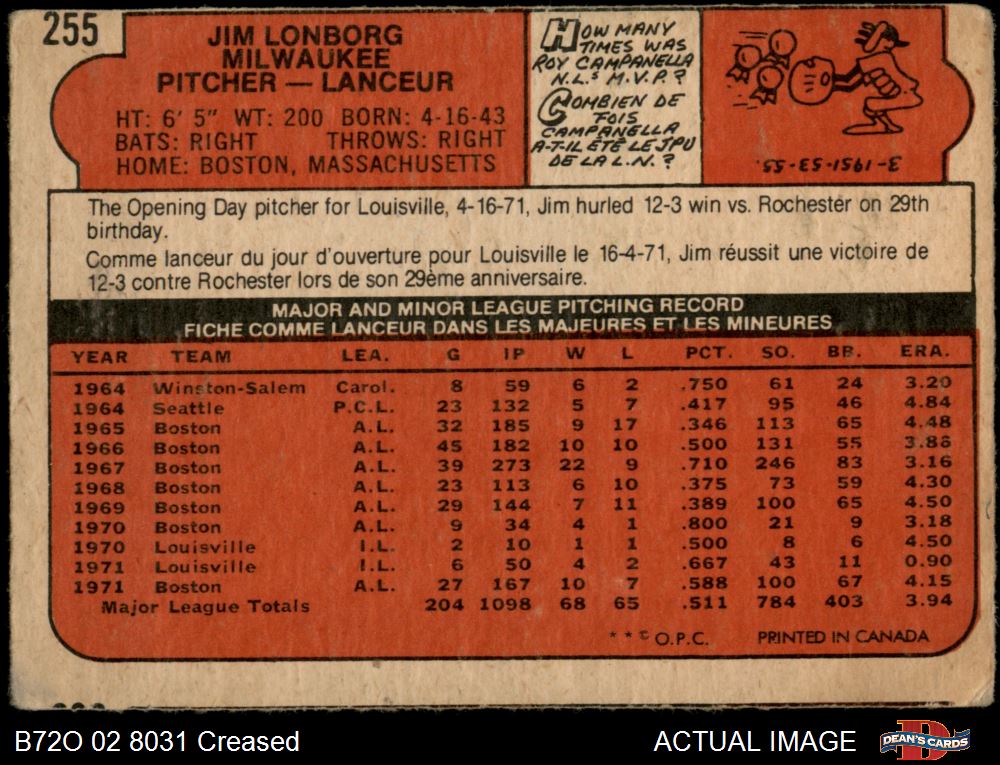 255
JIM LONBORG
MILWAUKEE
PITCHER — LANCEUR
HT: 6' 5" WT: 200 BORN: 4-16-43
BATS: RIGHT THROWS: RIGHT
HOME: BOSTON, MASSACHUSETTS
HOW MANY
TIMES WAS
ROY CAMPANELLA
N.L.'S M.V.P.?
COMBIEN DE
FOIS
CAMPANELLA
A-T-IL ÉTÉ LE JPU
DE LA L.N.?
3-1951-53-55.
The Opening Day pitcher for Louisville, 4-16-71, Jim hurled 12-3 win vs. Rochester on 29th
birthday.
Comme lanceur du jour d'ouverture pour Louisville le 16-4-71, Jim réussit une victoire de
12-3 contre Rochester lors de son 29ème anniversaire.
MAJOR AND MINOR LEAGUE PITCHING RECORD
FICHE COMME LANCEUR DANS LES MAJEURES ET LES MINEURES
YEAR TEAM LEA. G IP W L PCT. SO. BB. ERA.
1964 Winston-Salem Carol. 8 59 6 2 .750 61 24 3.20
1964 Seattle P.C.L. 23 132 5 7 .417 95 46 4.84
1965 Boston A.L. 32 185 9 17 .346 113 65 4.48
1966 Boston A.L. 45 182 10 10 .500 131 55 3.86
1967 Boston A.L. 39 273 22 9 .710 246 83 3.16
1968 Boston A.L. 23 113 6 10 .375 73 59 4.30
1969 Boston A.L. 29 144 7 11 .389 100 65 4.50
1970 Boston A.L. 9 34 4 1 .800 21 9 3.18
1970 Louisville I.L. 2 10 1 1 .500 8 6 4.50
1971 Louisville I.L. 6 50 4 2 .667 43 11 0.90
1971 Boston A.L. 27 167 10 7 .588 100 67 4.15
Major League Totals 204 1098 68 65 .511 784 403 3.94
* * © O.P.C. PRINTED IN CANADA
B72O 02 8031 Creased
ACTUAL IMAGE
DEAN'S CARDS